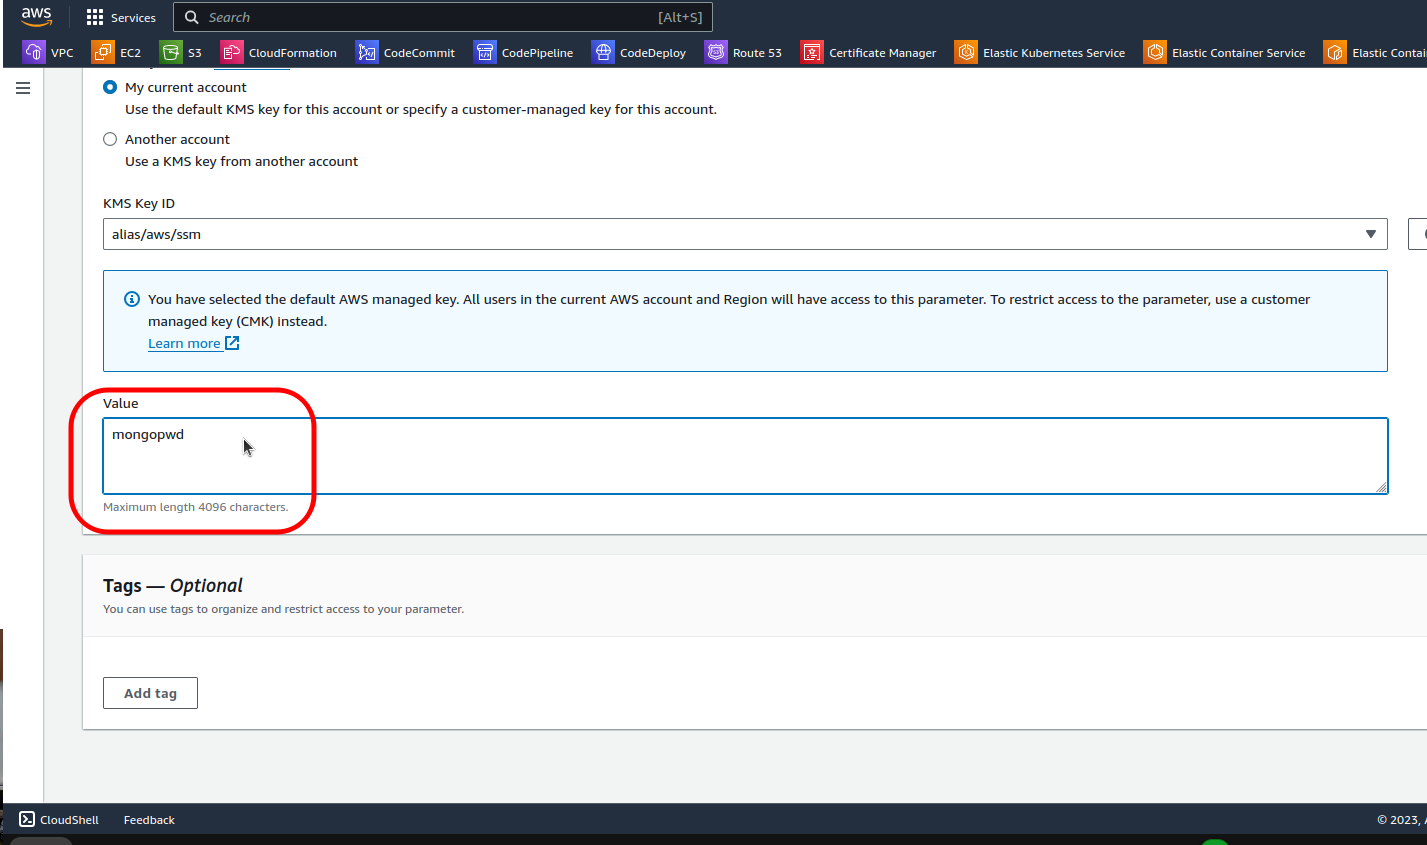 aws
Services
Search [Alt+S]
VPC EC2 S3 CloudFormation CodeCommit CodePipeline CodeDeploy Route 53 Certificate Manager Elastic Kubernetes Service Elastic Container Service Elastic
My current account
Use the default KMS key for this account or specify a customer-managed key for this account.
Another account
Use a KMS key from another account
KMS Key ID
alias/aws/ssm
You have selected the default AWS managed key. All users in the current AWS account and Region will have access to this parameter. To restrict access to the parameter, use a customer
managed key (CMK) instead.
Learn more
Value
mongopwd
Maximum length 4096 characters.
Tags — Optional
You can use tags to organize and restrict access to your parameter.
Add tag
CloudShell Feedback © 2023,